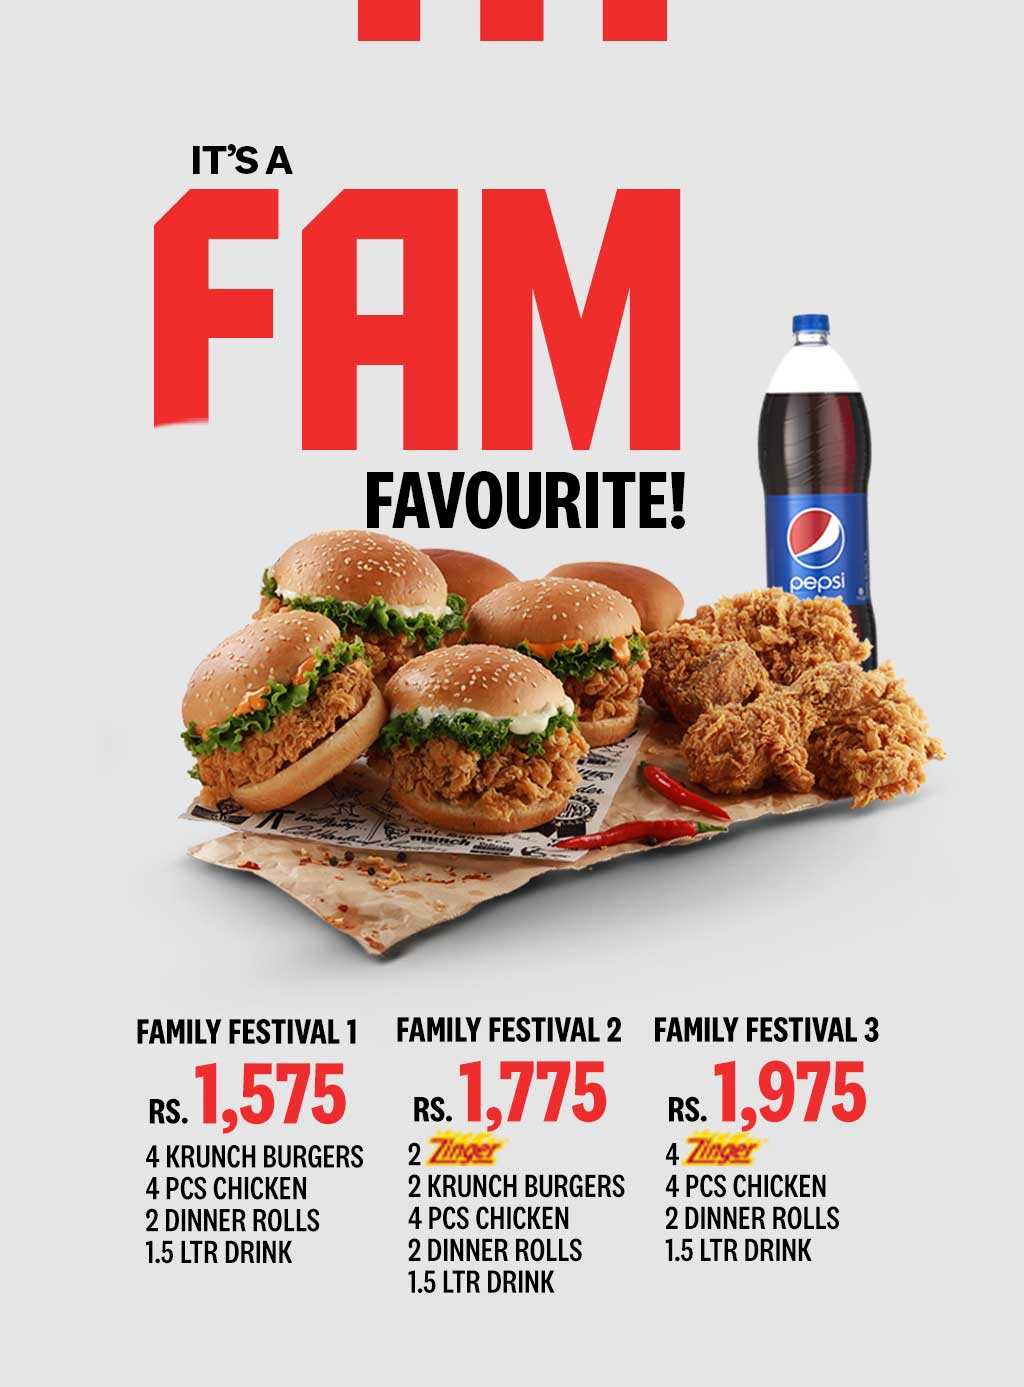 IT'S A
FAM
FAVOURITE!
pepsi
munch
FAMILY FESTIVAL 1
RS. 1,575
4 KRUNCH BURGERS
4 PCS CHICKEN
2 DINNER ROLLS
1.5 LTR DRINK
FAMILY FESTIVAL 2
RS. 1,775
2 Zinger
2 KRUNCH BURGERS
4 PCS CHICKEN
2 DINNER ROLLS
1.5 LTR DRINK
FAMILY FESTIVAL 3
RS. 1,975
4 Zinger
4 PCS CHICKEN
2 DINNER ROLLS
1.5 LTR DRINK